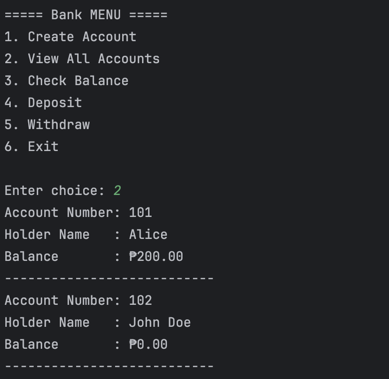 ===== Bank MENU =====
1. Create Account
2. View All Accounts
3. Check Balance
4. Deposit
5. Withdraw
6. Exit

Enter choice: 2
Account Number: 101
Holder Name   : Alice
Balance       : ₱200.00
---------------------------
Account Number: 102
Holder Name   : John Doe
Balance       : ₱0.00
---------------------------